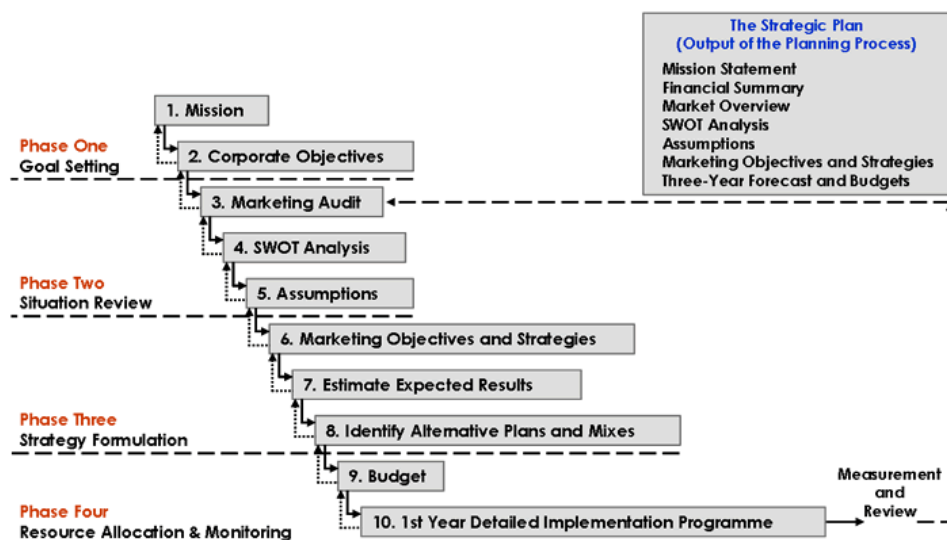 The Strategic Plan
(Output of the Planning Process)
Mission Statement
Financial Summary
Market Overview
SWOT Analysis
Assumptions
Marketing Objectives and Strategies
Three-Year Forecast and Budgets
1. Mission
Phase One
Goal Setting
2. Corporate Objectives
3. Marketing Audit
4. SWOT Analysis
Phase Two
Situation Review
5. Assumptions
6. Marketing Objectives and Strategies
7. Estimate Expected Results
Phase Three
Strategy Formulation
8. Identify Alternative Plans and Mixes
9. Budget
Measurement
and
Review
Phase Four
Resource Allocation & Monitoring
10. 1st Year Detailed Implementation Programme